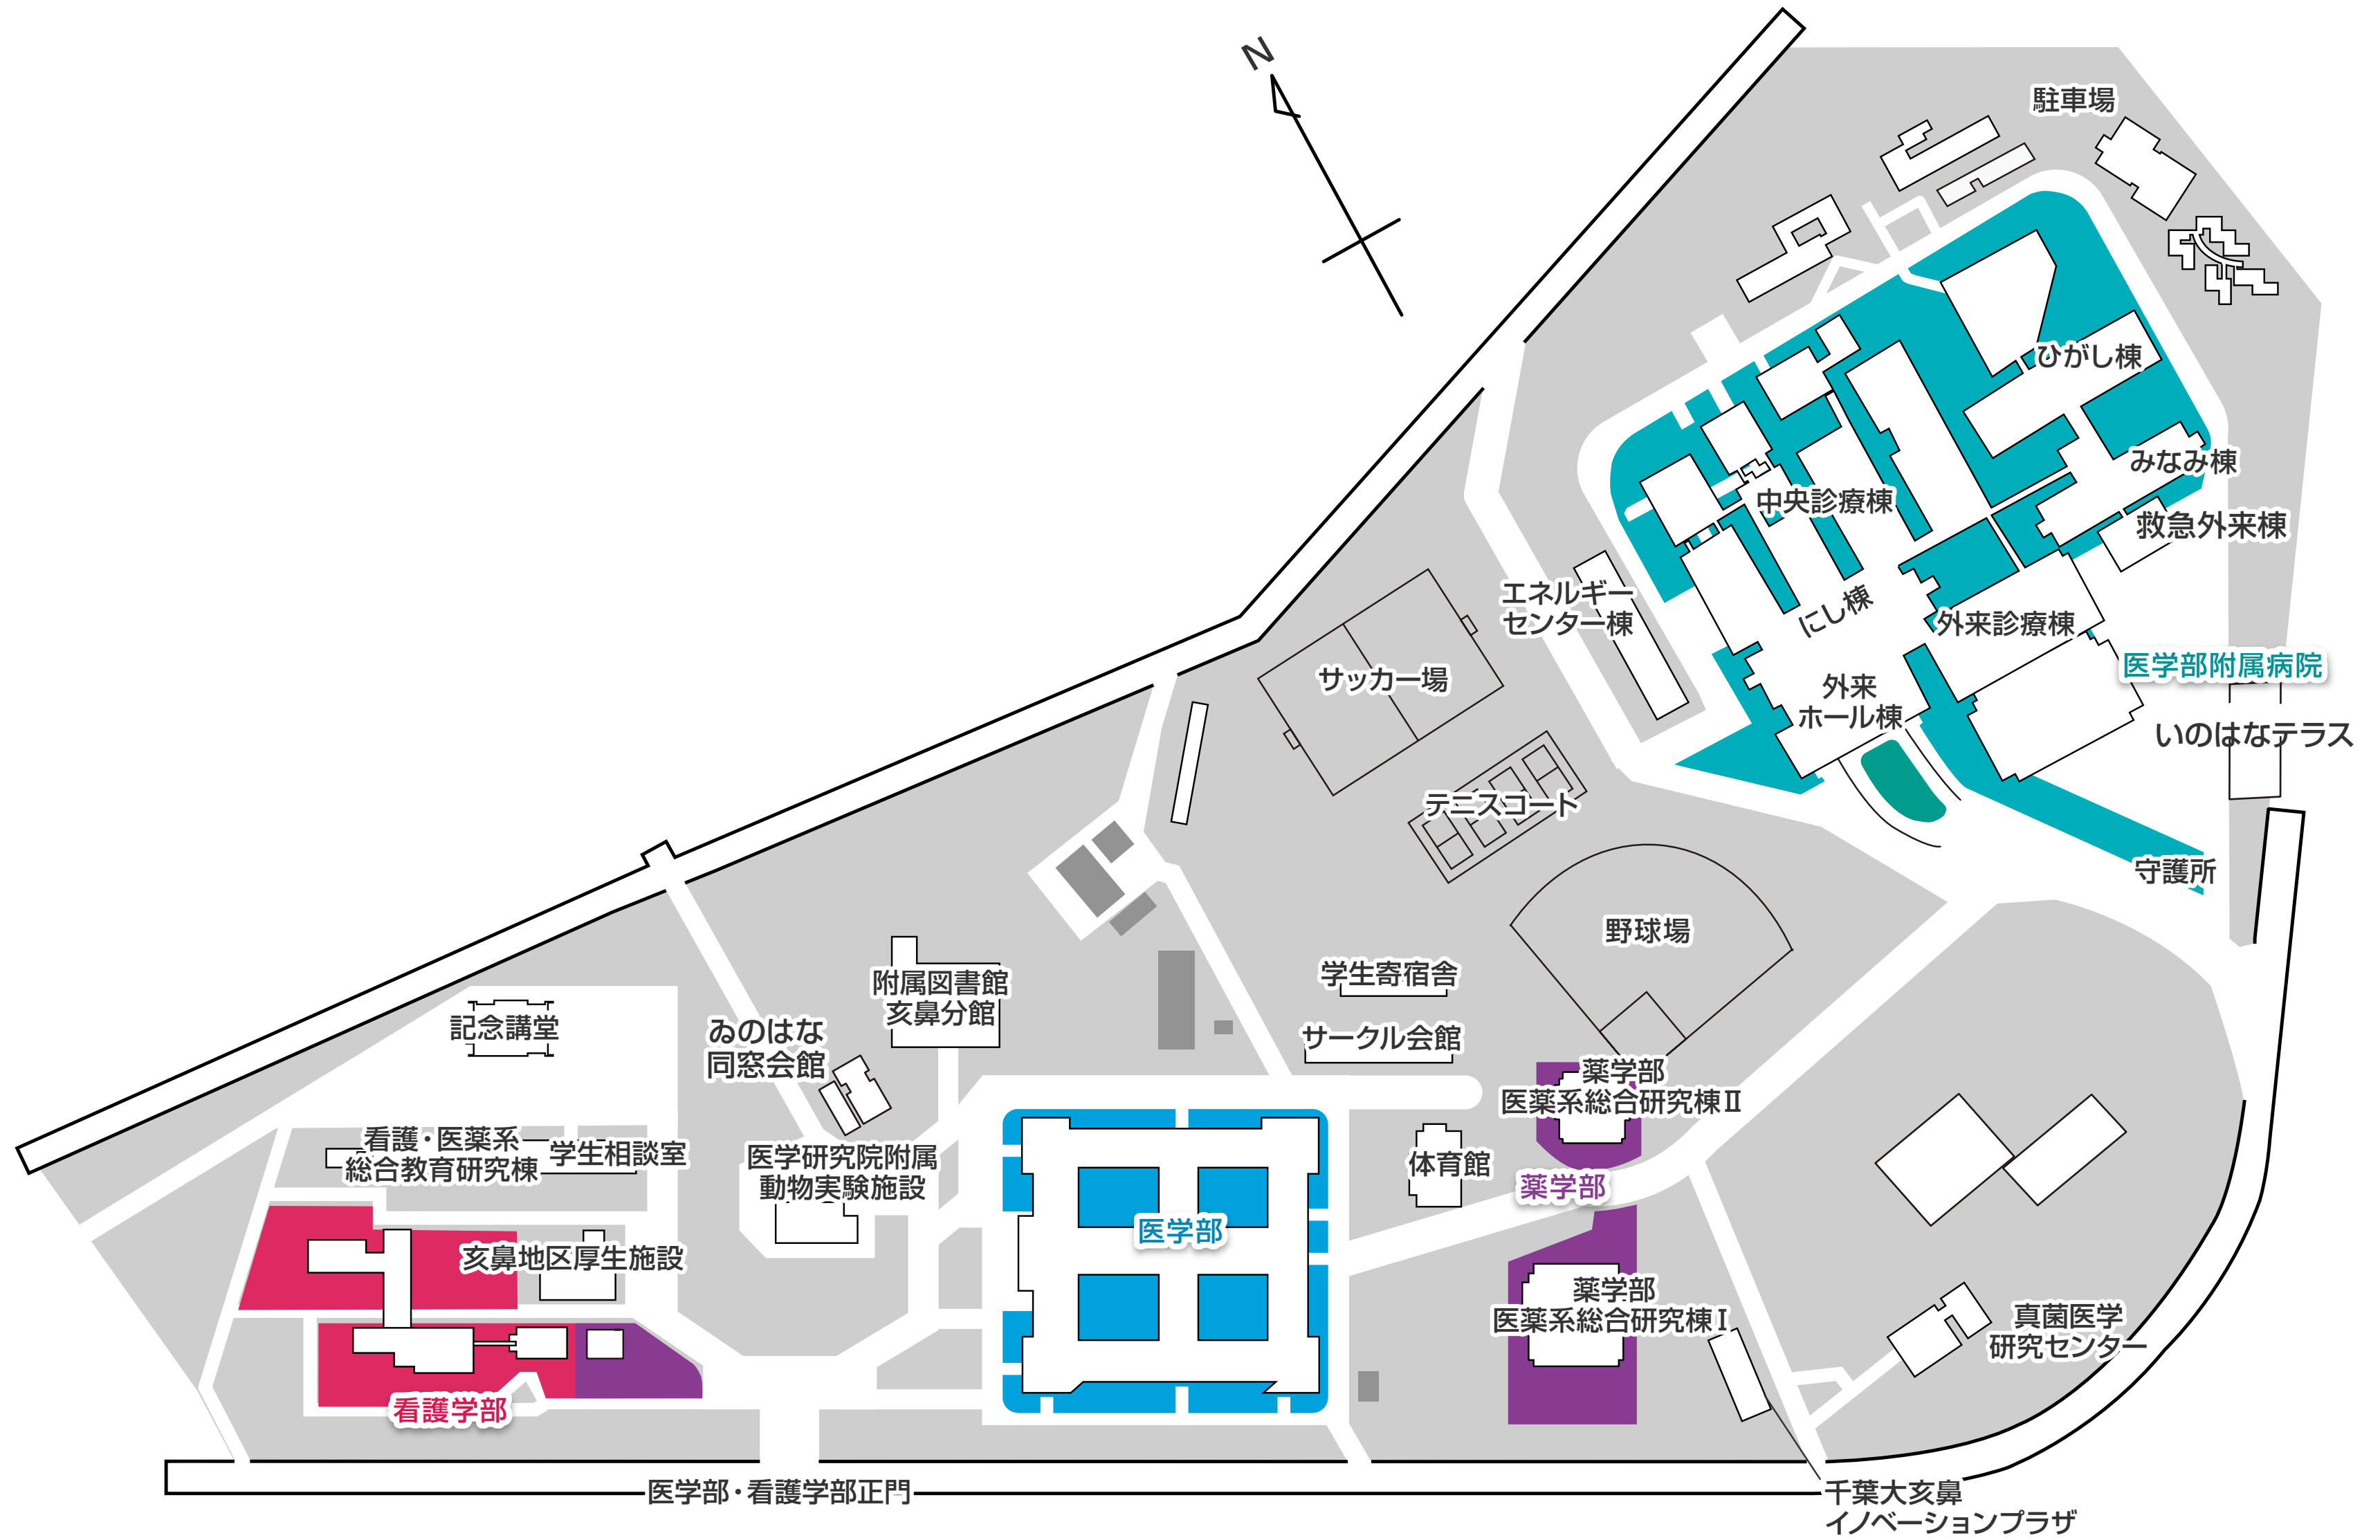 N
駐車場
ひがし棟
みなみ棟
中央診療棟
救急外来棟
エネルギー
センター棟
にし棟
外来診療棟
医学部附属病院
サッカー場
外来
ホール棟
いのはなテラス
テニスコート
守護所
野球場
附属図書館
亥鼻分館
学生寄宿舎
記念講堂
ゐのはな
同窓会館
サークル会館
薬学部
医薬系総合研究棟Ⅱ
看護・医薬系
総合教育研究棟
学生相談室
医学研究院附属
動物実験施設
体育館
薬学部
医学部
亥鼻地区厚生施設
薬学部
医薬系総合研究棟Ⅰ
真菌医学
研究センター
看護学部
医学部・看護学部正門
千葉大亥鼻
イノベーションプラザ